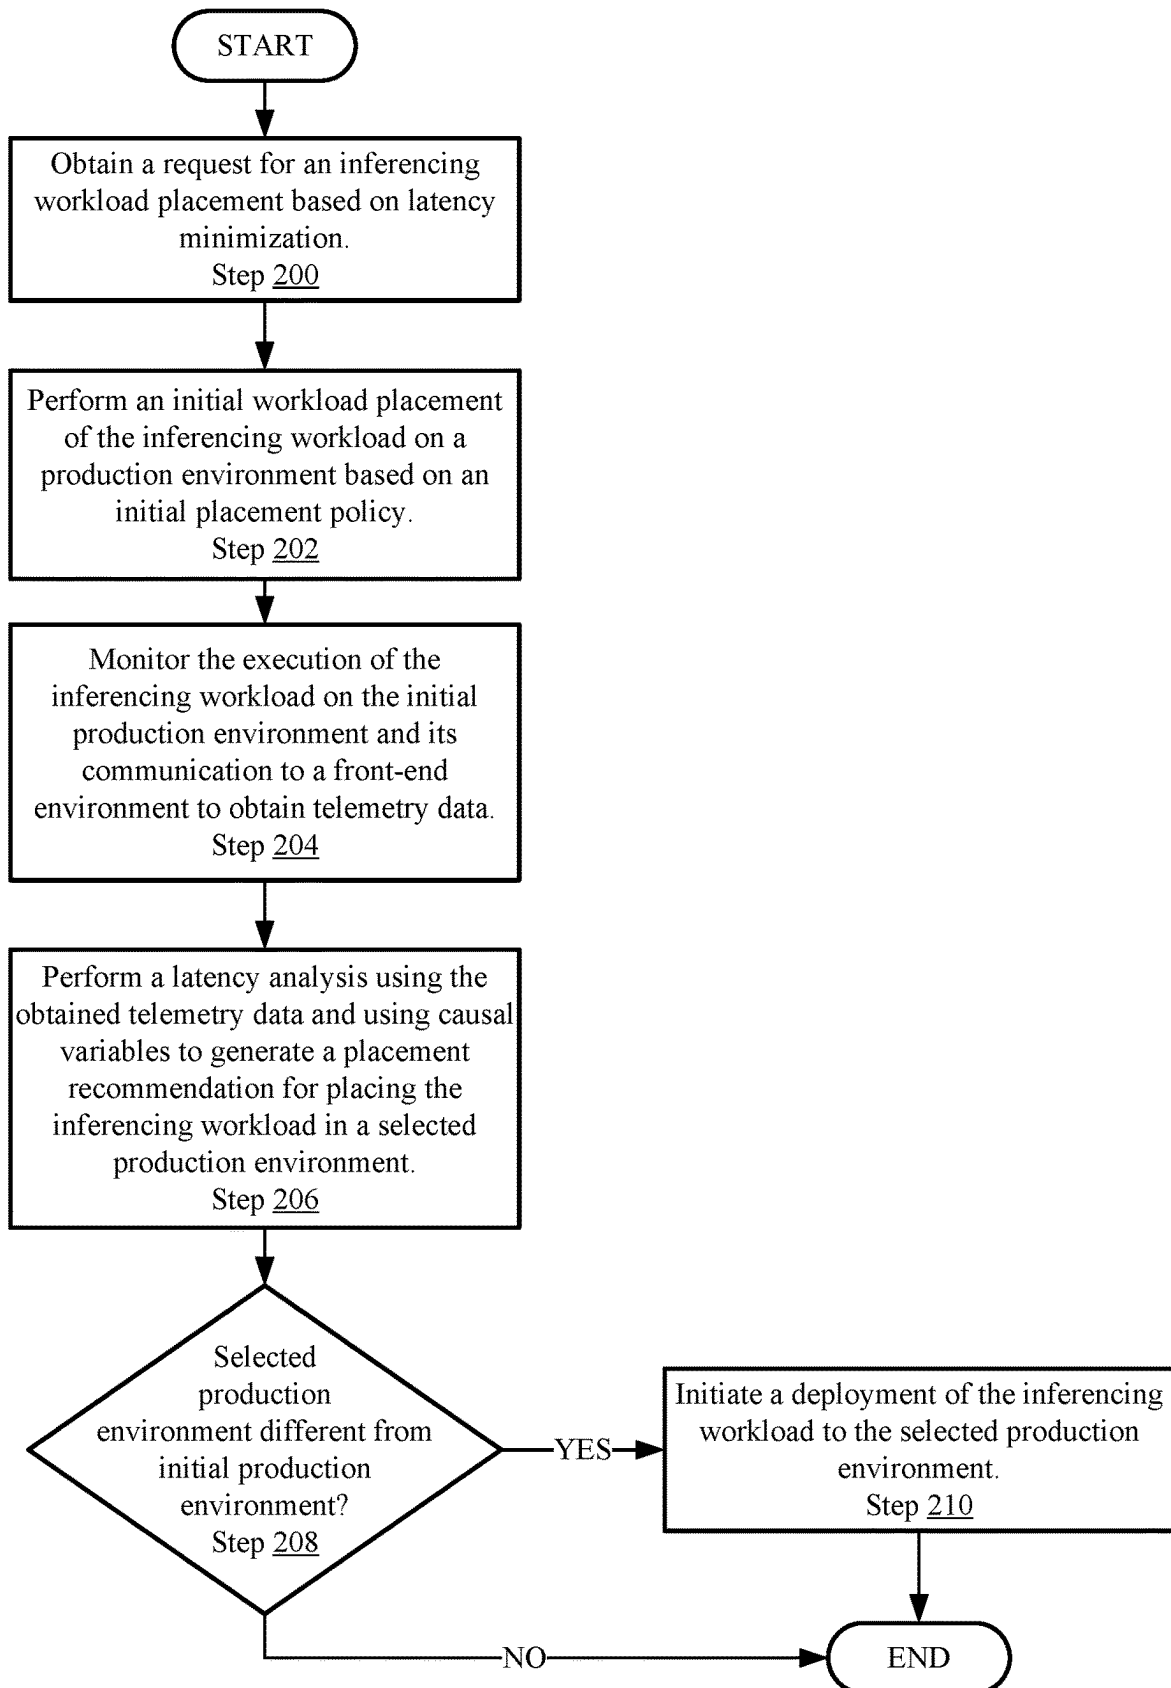 START
Obtain a request for an inferencing
workload placement based on latency
minimization.
Step 200
Perform an initial workload placement
of the inferencing workload on a
production environment based on an
initial placement policy.
Step 202
Monitor the execution of the
inferencing workload on the initial
production environment and its
communication to a front-end
environment to obtain telemetry data.
Step 204
Perform a latency analysis using the
obtained telemetry data and using causal
variables to generate a placement
recommendation for placing the
inferencing workload in a selected
production environment.
Step 206
Selected
production
environment different from
initial production
environment?
Step 208
YES
Initiate a deployment of the inferencing
workload to the selected production
environment.
Step 210
NO
END